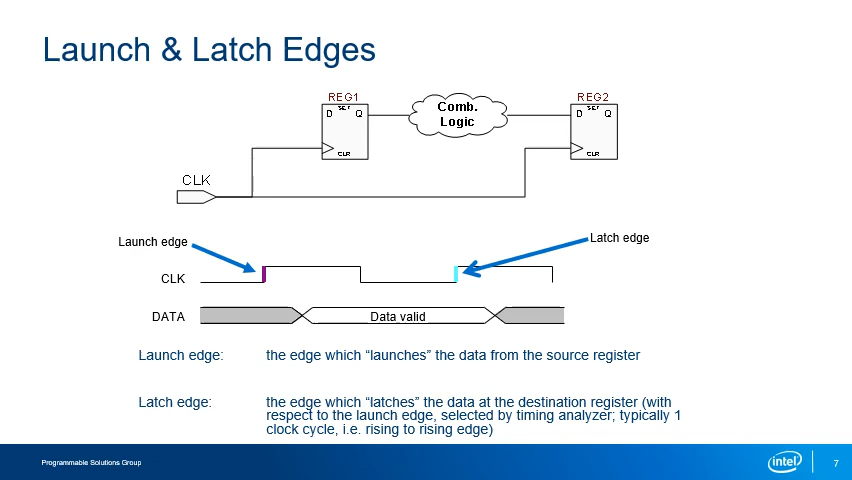 Launch & Latch Edges
REG1
REG2
SET
D Q
CLR
Comb.
Logic
SET
D Q
CLR
CLK
Launch edge
Latch edge
CLK
DATA
Data valid
Launch edge: the edge which “launches” the data from the source register
Latch edge: the edge which “latches” the data at the destination register (with
respect to the launch edge, selected by timing analyzer; typically 1
clock cycle, i.e. rising to rising edge)
Programmable Solutions Group
intel
7